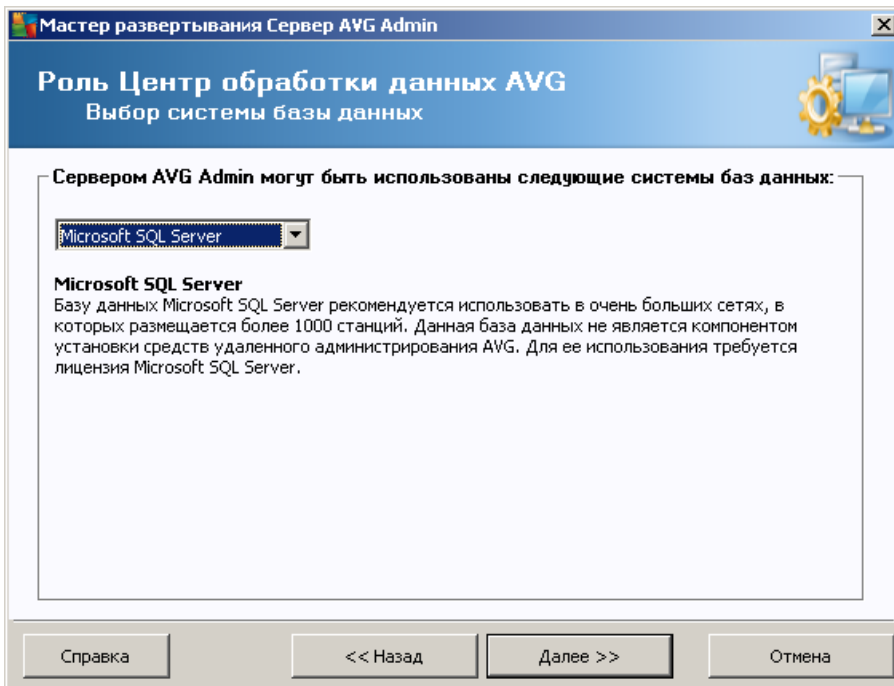 Мастер развертывания Сервер AVG Admin
Роль Центр обработки данных AVG
Выбор системы базы данных
Сервером AVG Admin могут быть использованы следующие системы баз данных:
Microsoft SQL Server
Microsoft SQL Server
Базу данных Microsoft SQL Server рекомендуется использовать в очень больших сетях, в
которых размещается более 1000 станций. Данная база данных не является компонентом
установки средств удаленного администрирования AVG. Для ее использования требуется
лицензия Microsoft SQL Server.
Справка
<< Назад
Далее >>
Отмена